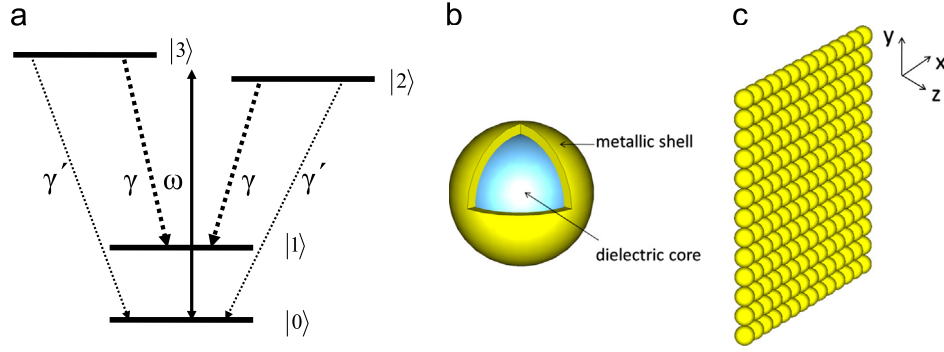 a
|3⟩
|2⟩
γ′
γ
ω
γ
γ′
|1⟩
|0⟩
b
metallic shell
dielectric core
c
y
x
z